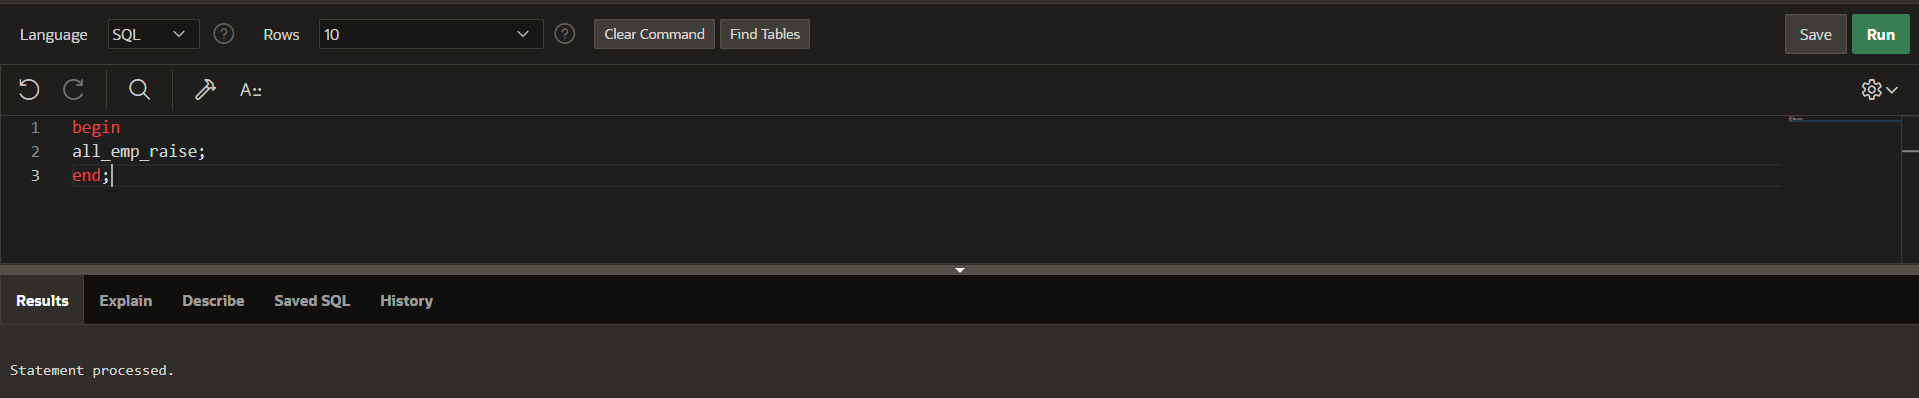 Language SQL ? Rows 10 ? Clear Command Find Tables Save Run
A::
1 begin
2 all_emp_raise;
3 end;
Results Explain Describe Saved SQL History
Statement processed.